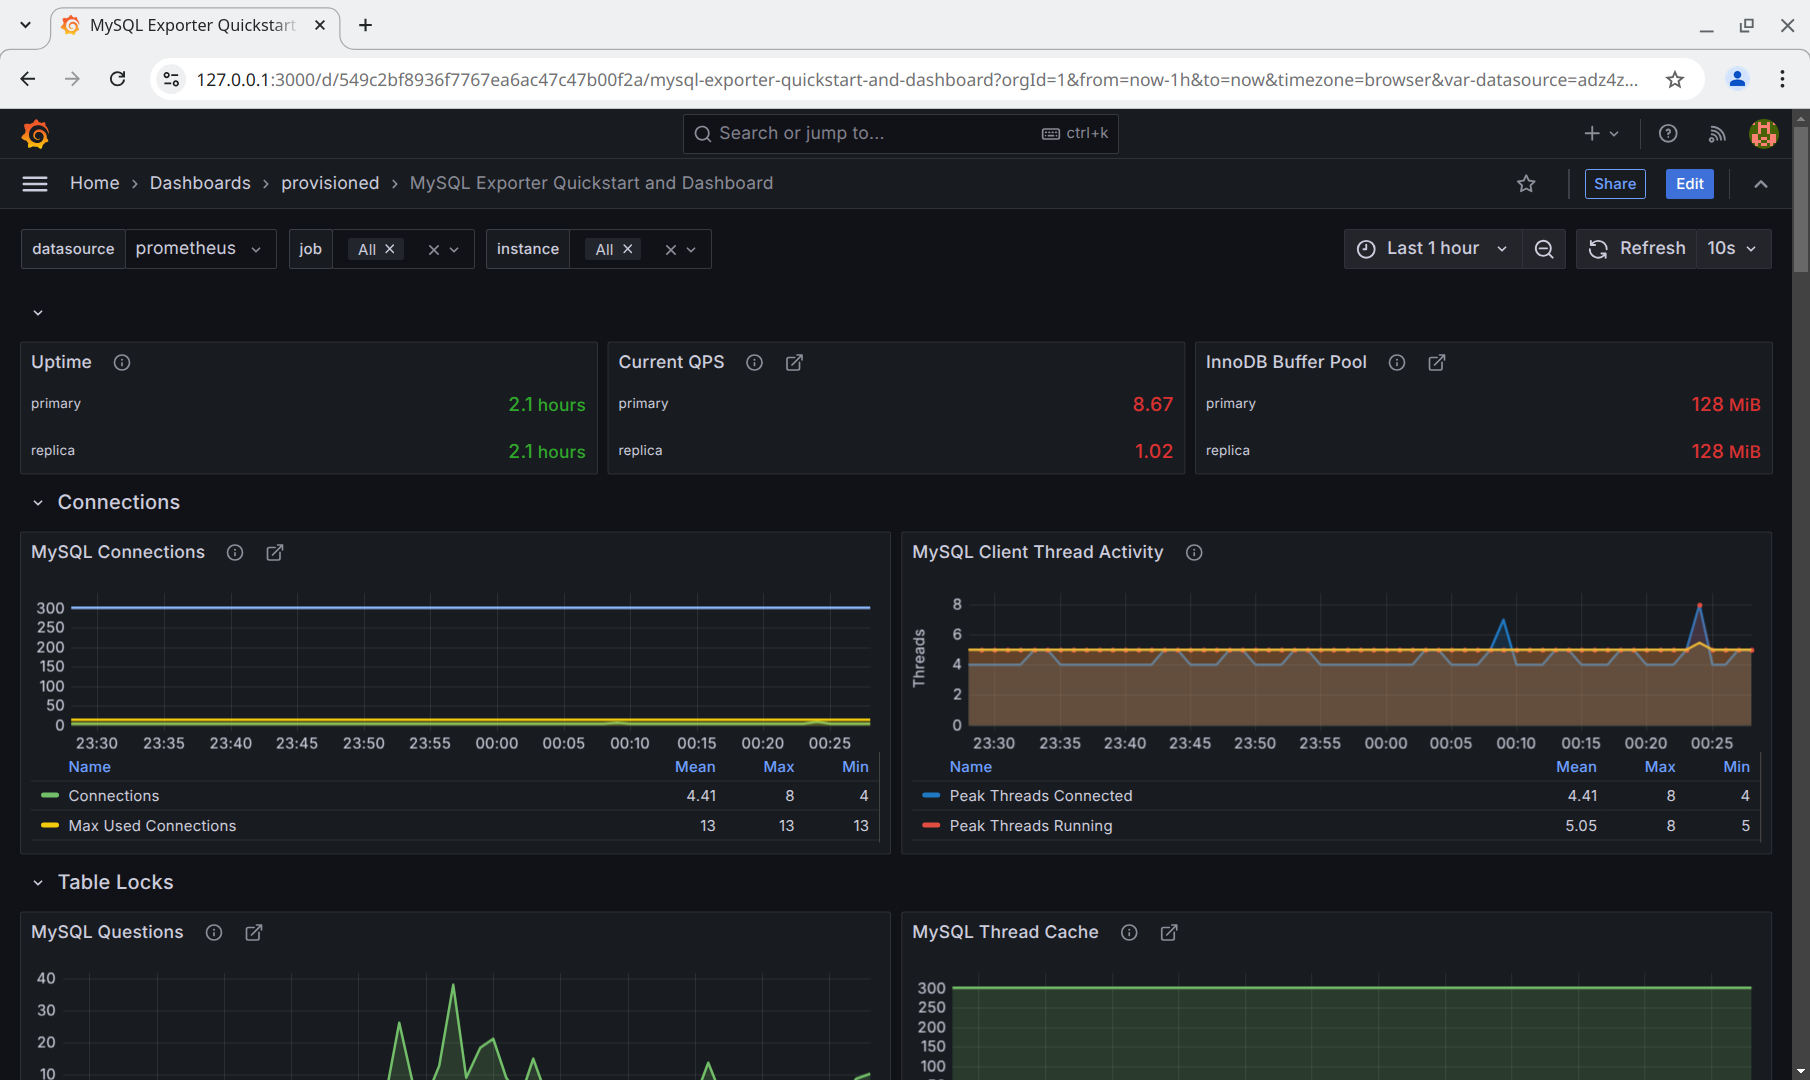 MySQL Exporter Quickstart
127.0.0.1:3000/d/549c2bf8936f7767ea6ac47c47b00f2a/mysql-exporter-quickstart-and-dashboard?orgId=1&from=now-1h&to=now&timezone=browser&var-datasource=adz4z...
Search or jump to... ctrl+k
Home Dashboards provisioned MySQL Exporter Quickstart and Dashboard Share Edit
datasource prometheus job All instance All Last 1 hour Refresh 10s
Uptime
primary 2.1 hours
replica 2.1 hours
Current QPS
primary 8.67
replica 1.02
InnoDB Buffer Pool
primary 128 MiB
replica 128 MiB
Connections
MySQL Connections
300
250
200
150
100
50
0
23:30 23:35 23:40 23:45 23:50 23:55 00:00 00:05 00:10 00:15 00:20 00:25
Name Mean Max Min
Connections 4.41 8 4
Max Used Connections 13 13 13
MySQL Client Thread Activity
Threads
8
6
4
2
0
23:30 23:35 23:40 23:45 23:50 23:55 00:00 00:05 00:10 00:15 00:20 00:25
Name Mean Max Min
Peak Threads Connected 4.41 8 4
Peak Threads Running 5.05 8 5
Table Locks
MySQL Questions
40
30
20
10
MySQL Thread Cache
300
250
200
150
100